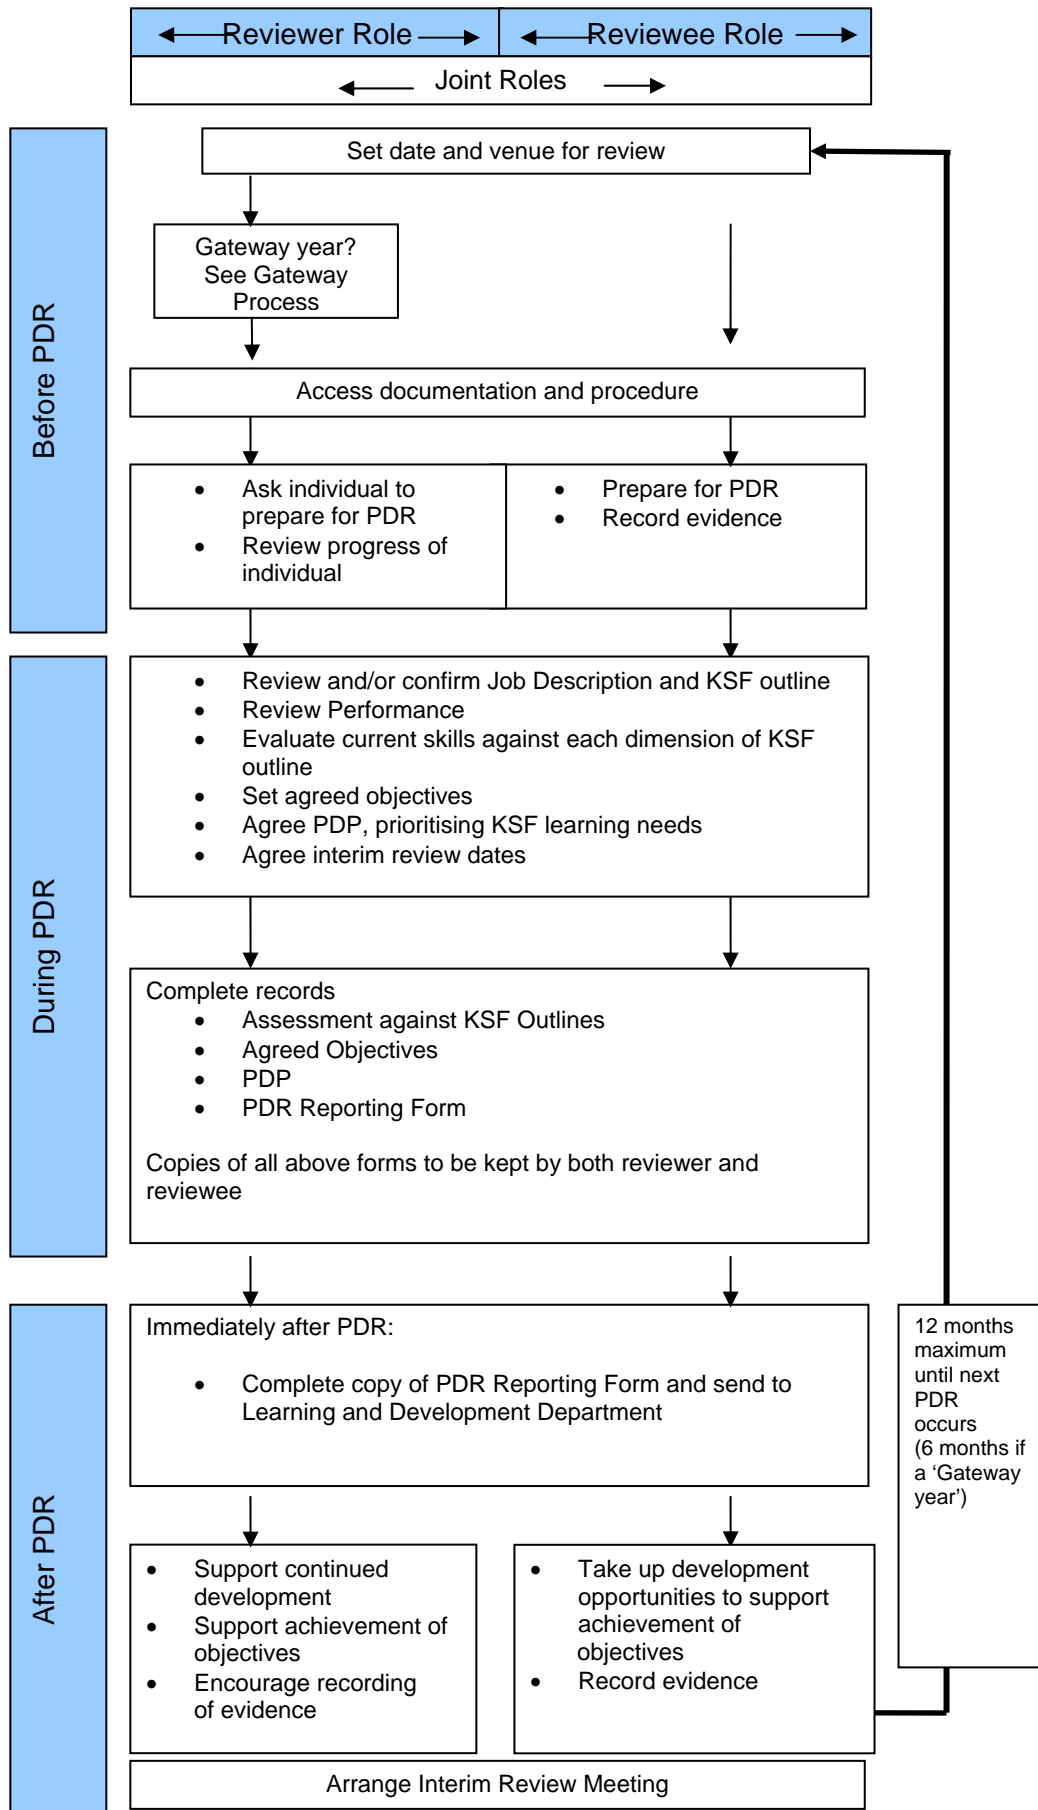 Reviewer Role
Reviewee Role
Joint Roles
Before PDR
Set date and venue for review
Gateway year?
See Gateway
Process
Access documentation and procedure
• Ask individual to
prepare for PDR
• Review progress of
individual
• Prepare for PDR
• Record evidence
During PDR
• Review and/or confirm Job Description and KSF outline
• Review Performance
• Evaluate current skills against each dimension of KSF
outline
• Set agreed objectives
• Agree PDP, prioritising KSF learning needs
• Agree interim review dates
Complete records
• Assessment against KSF Outlines
• Agreed Objectives
• PDP
• PDR Reporting Form
Copies of all above forms to be kept by both reviewer and
reviewee
After PDR
Immediately after PDR:
• Complete copy of PDR Reporting Form and send to
Learning and Development Department
12 months
maximum
until next
PDR
occurs
(6 months if
a ‘Gateway
year’)
• Support continued
development
• Support achievement of
objectives
• Encourage recording
of evidence
• Take up development
opportunities to support
achievement of
objectives
• Record evidence
Arrange Interim Review Meeting